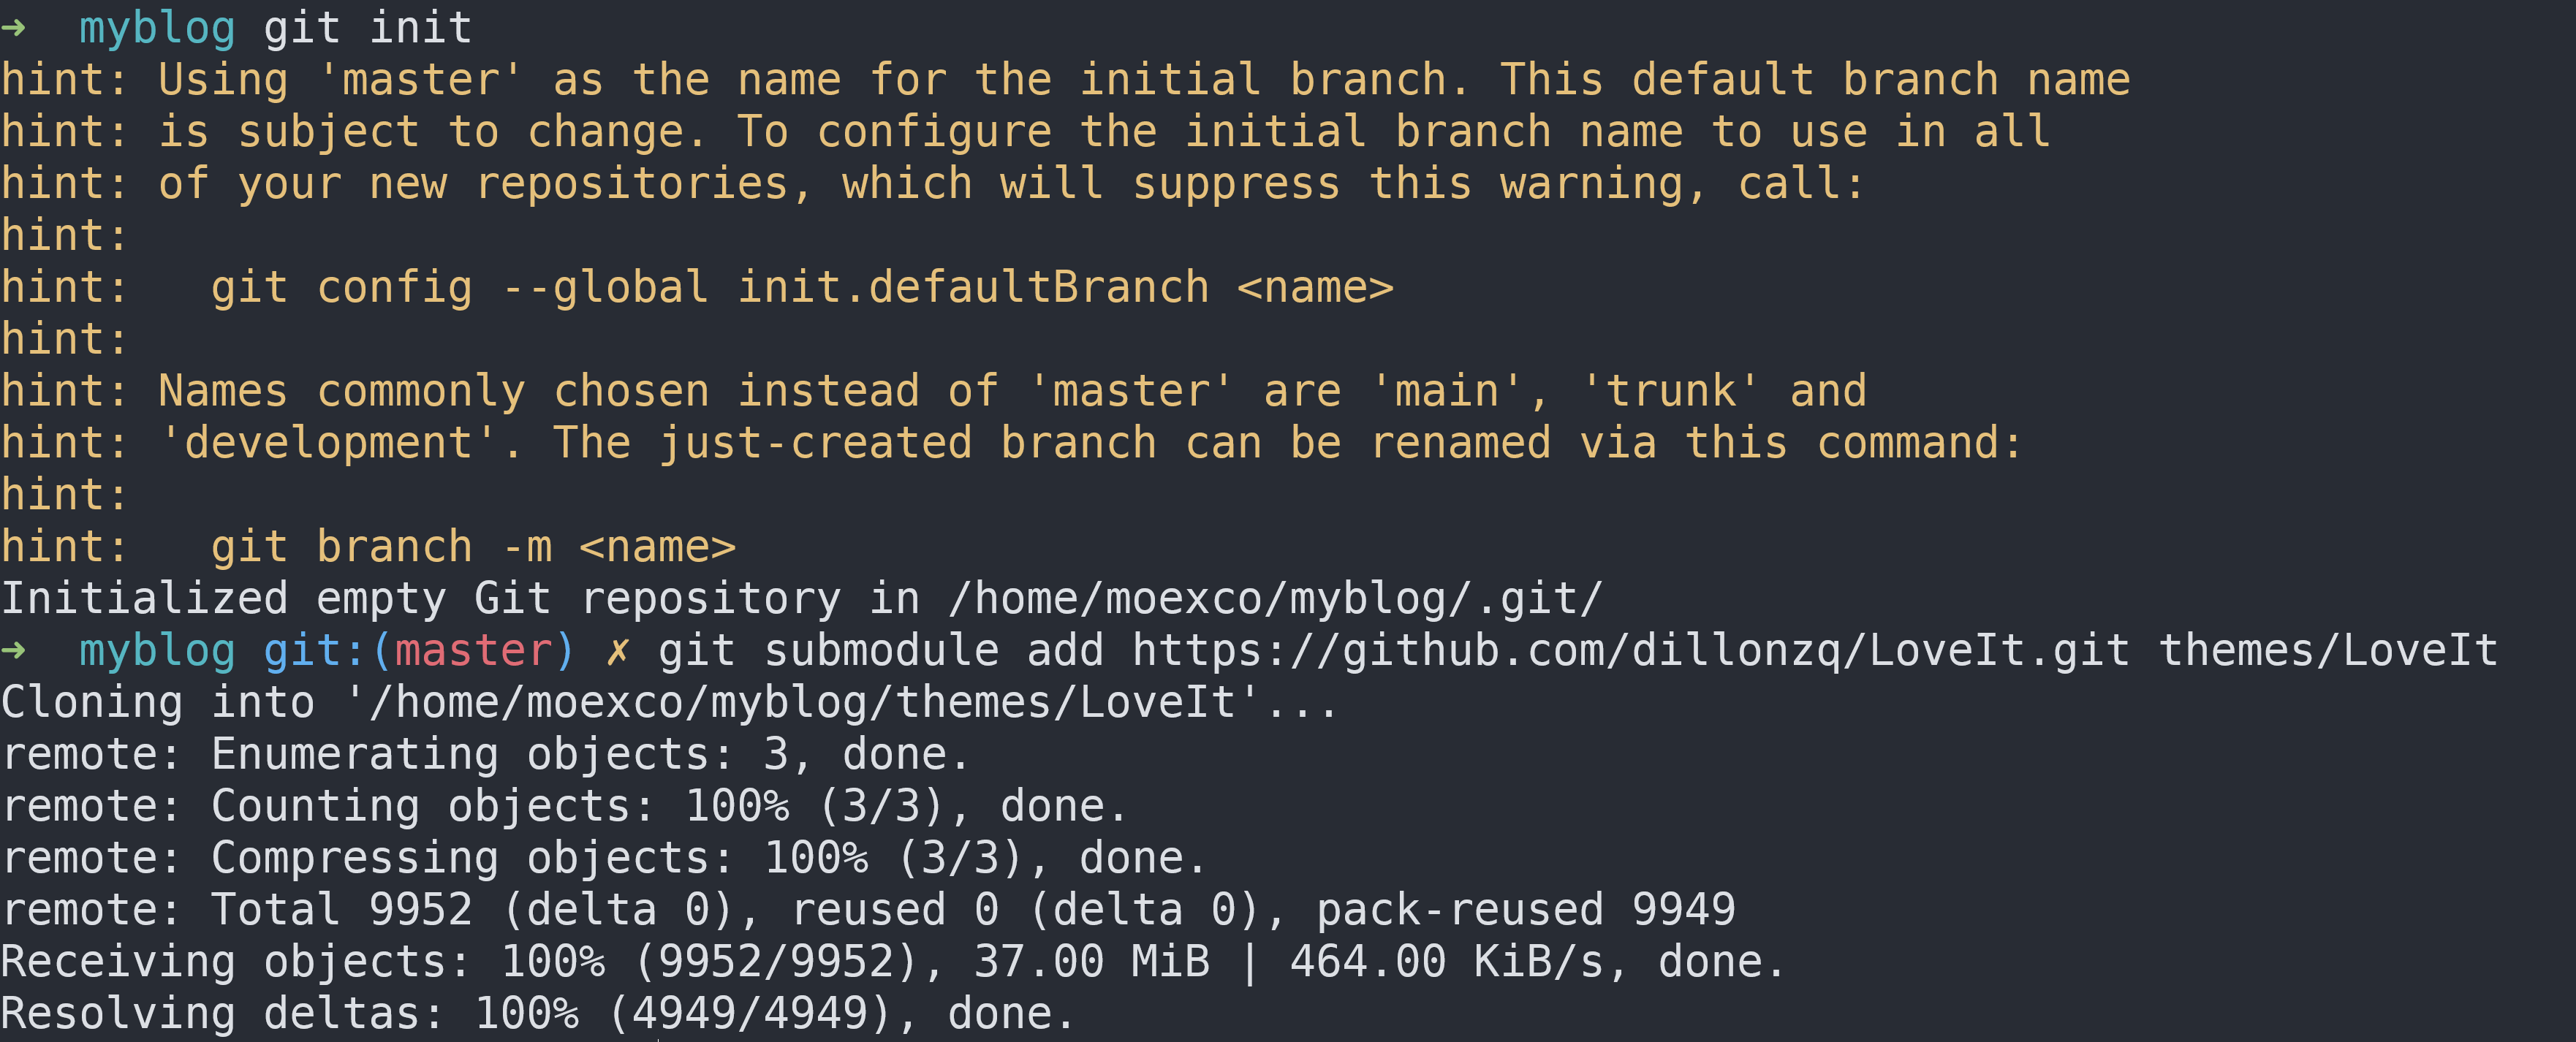 ➜  myblog git init
hint: Using 'master' as the name for the initial branch. This default branch name
hint: is subject to change. To configure the initial branch name to use in all
hint: of your new repositories, which will suppress this warning, call:
hint:
hint:   git config --global init.defaultBranch <name>
hint:
hint: Names commonly chosen instead of 'master' are 'main', 'trunk' and
hint: 'development'. The just-created branch can be renamed via this command:
hint:
hint:   git branch -m <name>
Initialized empty Git repository in /home/moexco/myblog/.git/
➜  myblog git:(master) ✗ git submodule add https://github.com/dillonzq/LoveIt.git themes/LoveIt
Cloning into '/home/moexco/myblog/themes/LoveIt'...
remote: Enumerating objects: 3, done.
remote: Counting objects: 100% (3/3), done.
remote: Compressing objects: 100% (3/3), done.
remote: Total 9952 (delta 0), reused 0 (delta 0), pack-reused 9949
Receiving objects: 100% (9952/9952), 37.00 MiB | 464.00 KiB/s, done.
Resolving deltas: 100% (4949/4949), done.